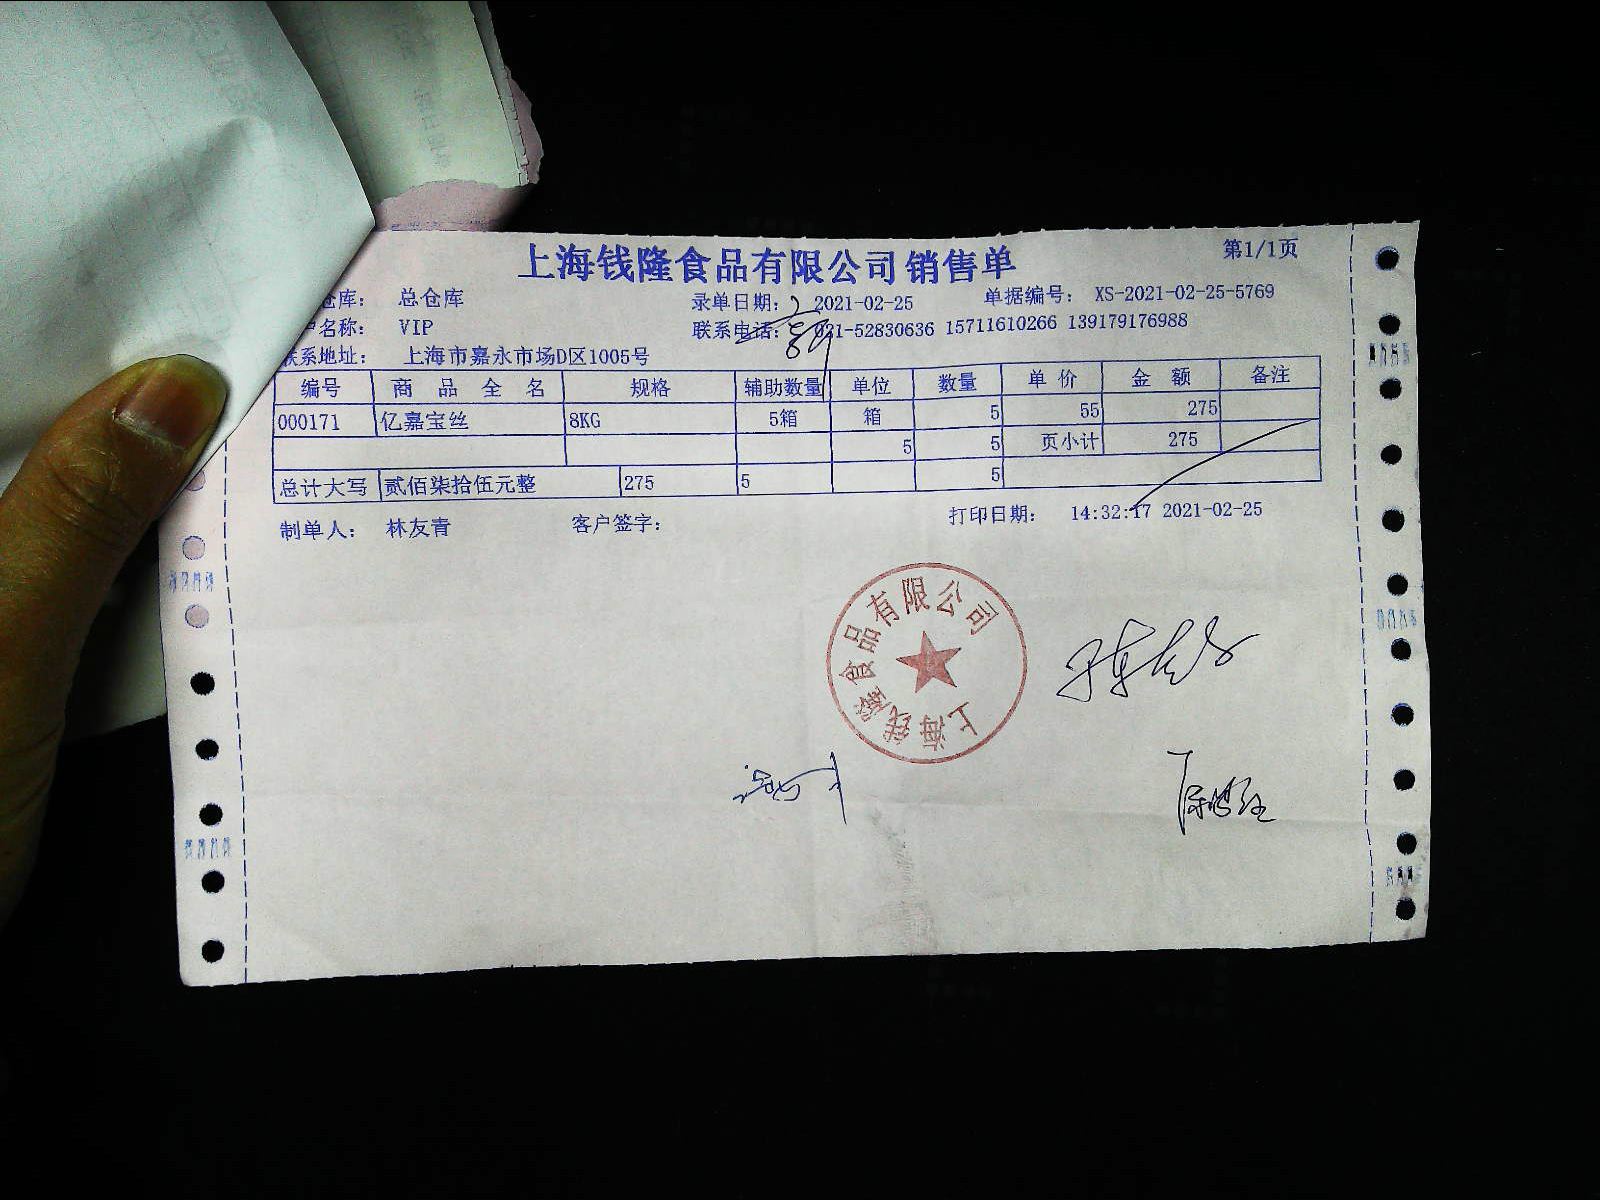 上海钱隆食品有限公司销售单
第1/1页
仓库： 总仓库 录单日期： 2021-02-25 单据编号： XS-2021-02-25-5769
户名称： VIP 联系电话： 021-52830636 15711610266 139179176988
联系地址： 上海市嘉永市场D区1005号
编号 商品全名 规格 辅助数量 单位 数量 单价 金额 备注
000171 亿嘉宝丝 8KG 5箱 箱 5 55 275
5 5 页小计 275
总计大写 贰佰柒拾伍元整 275 5 5
制单人： 林友青 客户签字： 打印日期： 14:32:17 2021-02-25
上海钱隆食品有限公司